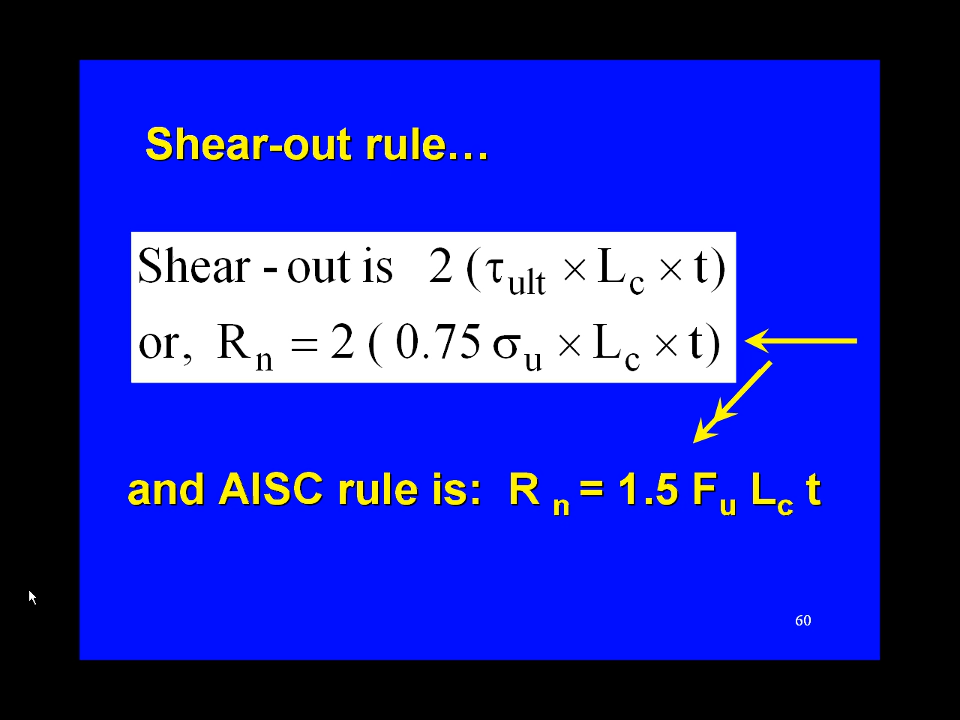 Shear-out rule…
Shear - out is 2 ( τult × Lc × t)
or, Rn = 2 ( 0.75 σu × Lc × t)
and AISC rule is: R n = 1.5 Fu Lc t
60